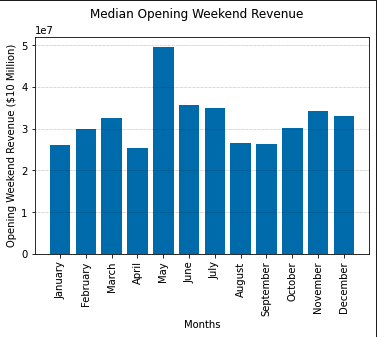 Median Opening Weekend Revenue
1e7
5
4
3
2
1
0
Opening Weekend Revenue ($10 Million)
January
February
March
April
May
June
July
August
September
October
November
December
Months